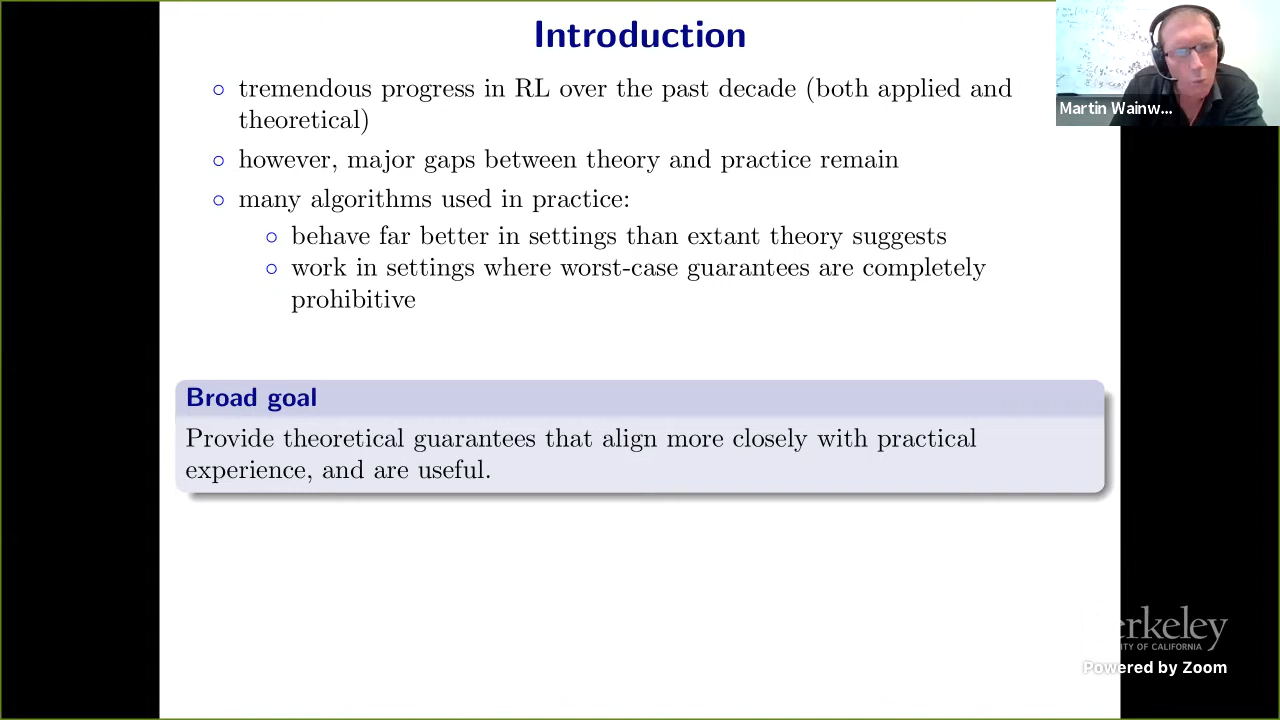 Introduction
Martin Wainw...
○ tremendous progress in RL over the past decade (both applied and
theoretical)
○ however, major gaps between theory and practice remain
○ many algorithms used in practice:
○ behave far better in settings than extant theory suggests
○ work in settings where worst-case guarantees are completely
prohibitive
Broad goal
Provide theoretical guarantees that align more closely with practical
experience, and are useful.
erkeley
ITY OF CALIFORNIA
Powered by Zoom